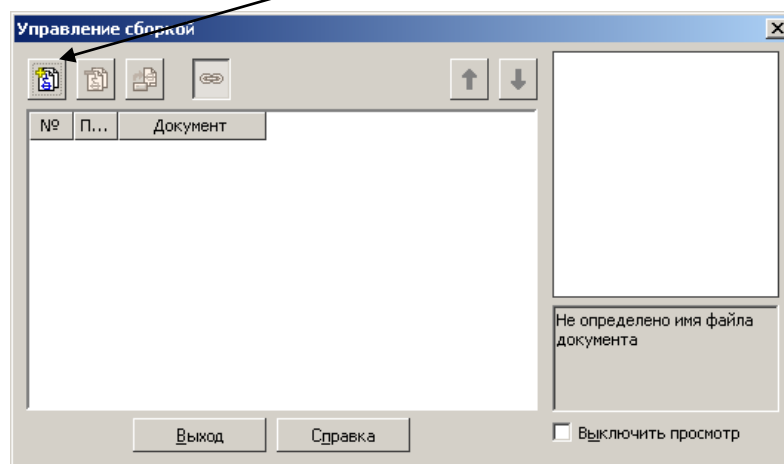 Управление сборкой
№ П... Документ
Не определено имя файла
документа
Выход Справка
Выключить просмотр